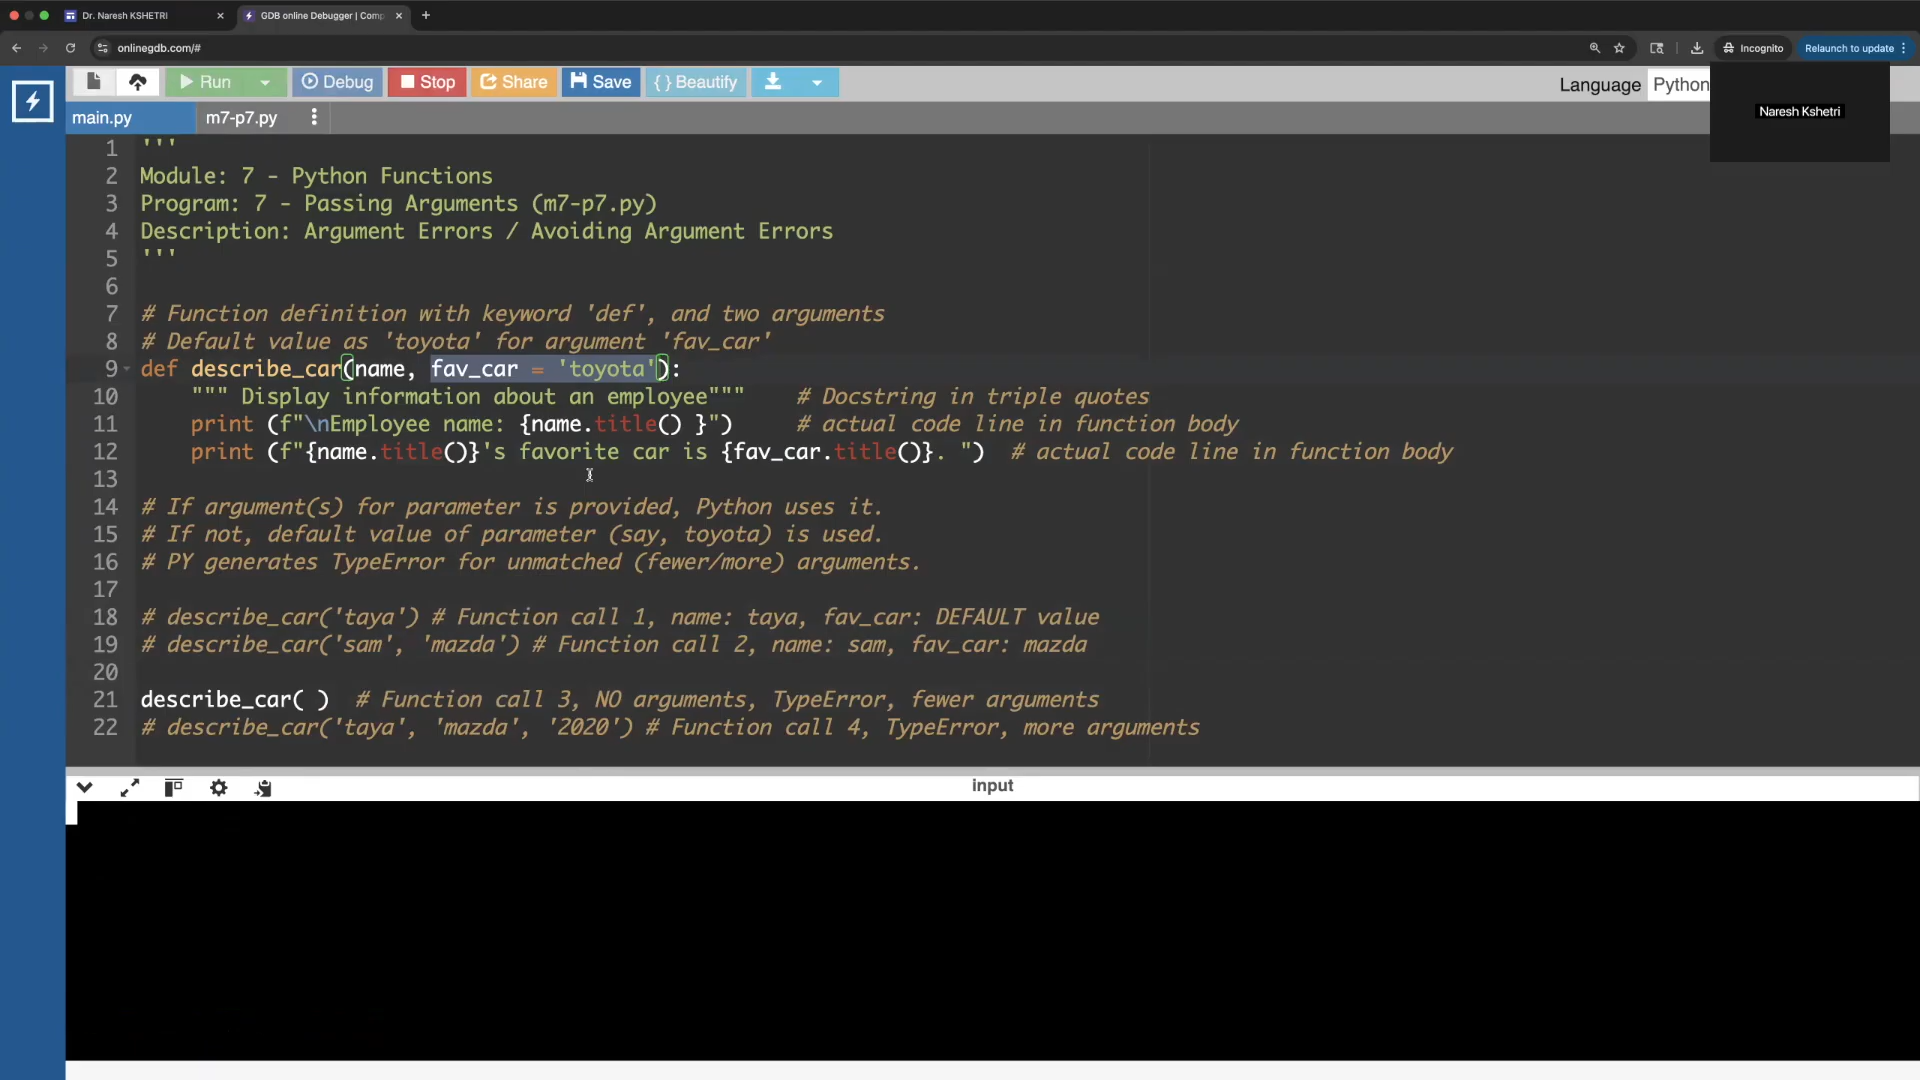 Dr. Naresh KSHETRI
GDB online Debugger | Comp
onlinegdb.com/#
Incognito
Relaunch to update
Run
Debug
Stop
Share
Save
{ } Beautify
Language
Python
Naresh Kshetri
main.py
m7-p7.py
1 '''
2 Module: 7 - Python Functions
3 Program: 7 - Passing Arguments (m7-p7.py)
4 Description: Argument Errors / Avoiding Argument Errors
5 '''
6
7 # Function definition with keyword 'def', and two arguments
8 # Default value as 'toyota' for argument 'fav_car'
9 def describe_car(name, fav_car = 'toyota'):
10 """ Display information about an employee""" # Docstring in triple quotes
11 print (f"\nEmployee name: {name.title() }") # actual code line in function body
12 print (f"{name.title()}'s favorite car is {fav_car.title()}. ") # actual code line in function body
13
14 # If argument(s) for parameter is provided, Python uses it.
15 # If not, default value of parameter (say, toyota) is used.
16 # PY generates TypeError for unmatched (fewer/more) arguments.
17
18 # describe_car('taya') # Function call 1, name: taya, fav_car: DEFAULT value
19 # describe_car('sam', 'mazda') # Function call 2, name: sam, fav_car: mazda
20
21 describe_car( ) # Function call 3, NO arguments, TypeError, fewer arguments
22 # describe_car('taya', 'mazda', '2020') # Function call 4, TypeError, more arguments
input